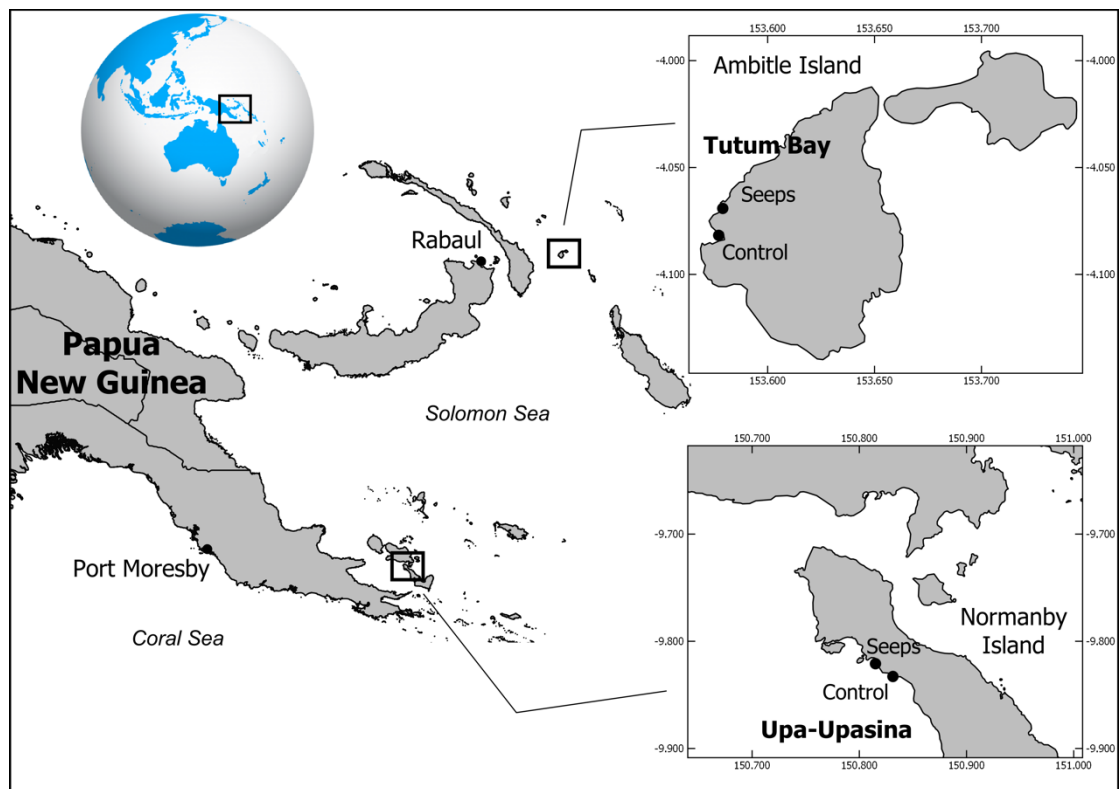 Rabaul
Papua
New Guinea
Solomon Sea
Port Moresby
Coral Sea
153.600
153.650
153.700
-4.000
-4.000
Ambitle Island
Tutum Bay
-4.050
-4.050
Seeps
Control
-4.100
-4.100
153.600
153.650
153.700
150.700
150.800
150.900
151.000
-9.700
-9.700
Normanby
Island
-9.800
-9.800
Seeps
Control
Upa-Upasina
-9.900
-9.900
150.700
150.800
150.900
151.000